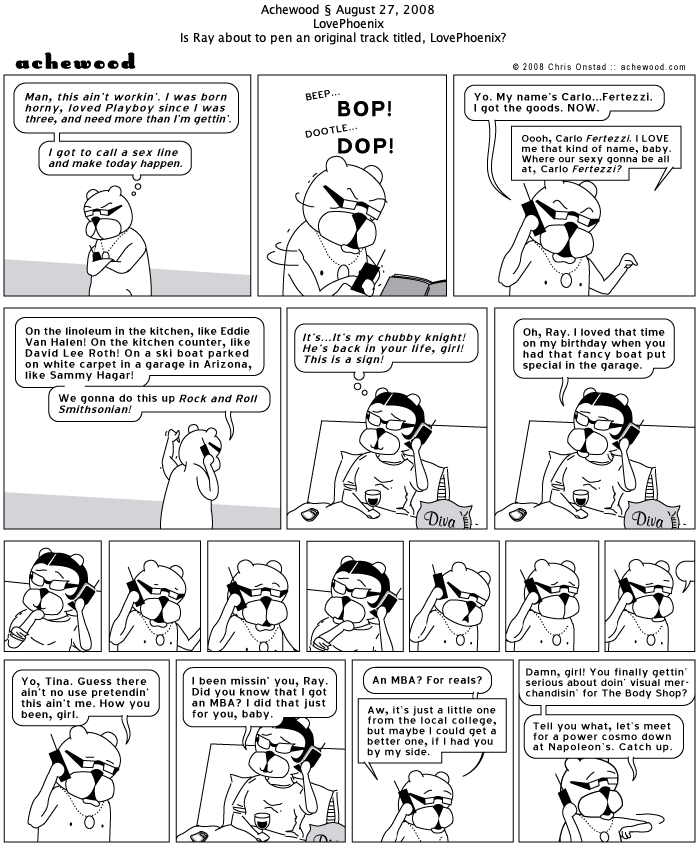 Achewood § August 27, 2008
LovePhoenix
Is Ray about to pen an original track titled, LovePhoenix?
achewood
© 2008 Chris Onstad :: achewood.com
Man, this ain't workin'. I was born
horny, loved Playboy since I was
three, and need more than I'm gettin'.
I got to call a sex line
and make today happen.
BEEP...
BOP!
DOOTLE...
DOP!
Yo. My name's Carlo...Fertezzi.
I got the goods. NOW.
Oooh, Carlo Fertezzi. I LOVE
me that kind of name, baby.
Where our sexy gonna be all
at, Carlo Fertezzi?
On the linoleum in the kitchen, like Eddie
Van Halen! On the kitchen counter, like
David Lee Roth! On a ski boat parked
on white carpet in a garage in Arizona,
like Sammy Hagar!
We gonna do this up Rock and Roll
Smithsonian!
It's...It's my chubby knight!
He's back in your life, girl!
This is a sign!
Diva
Oh, Ray. I loved that time
on my birthday when you
had that fancy boat put
special in the garage.
Diva
Yo, Tina. Guess there
ain't no use pretendin'
this ain't me. How you
been, girl.
I been missin' you, Ray.
Did you know that I got
an MBA? I did that just
for you, baby.
Di
An MBA? For reals?
Aw, it's just a little one
from the local college,
but maybe I could get a
better one, if I had you
by my side.
Damn, girl! You finally gettin'
serious about doin' visual mer-
chandisin' for The Body Shop?
Tell you what, let's meet
for a power cosmo down
at Napoleon's. Catch up.